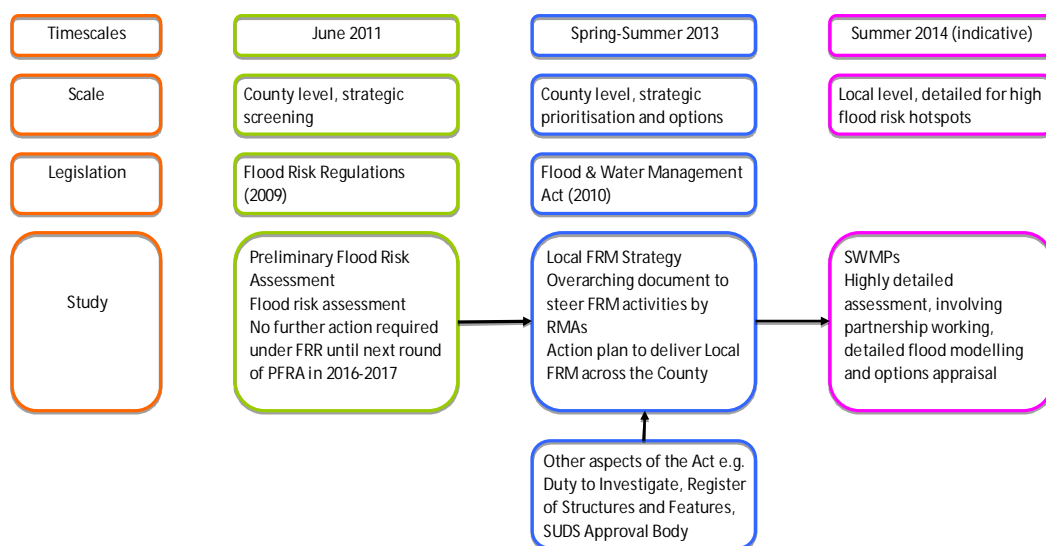 Timescales
June 2011
Spring-Summer 2013
Summer 2014 (indicative)
Scale
County level, strategic
screening
County level, strategic
prioritisation and options
Local level, detailed for high
flood risk hotspots
Legislation
Flood Risk Regulations
(2009)
Flood & Water Management
Act (2010)
Study
Preliminary Flood Risk
Assessment
Flood risk assessment
No further action required
under FRR until next round
of PFRA in 2016-2017
Local FRM Strategy
Overarching document to
steer FRM activities by
RMAs
Action plan to deliver Local
FRM across the County
SWMPs
Highly detailed
assessment, involving
partnership working,
detailed flood modelling
and options appraisal
Other aspects of the Act e.g.
Duty to Investigate, Register
of Structures and Features,
SUDS Approval Body